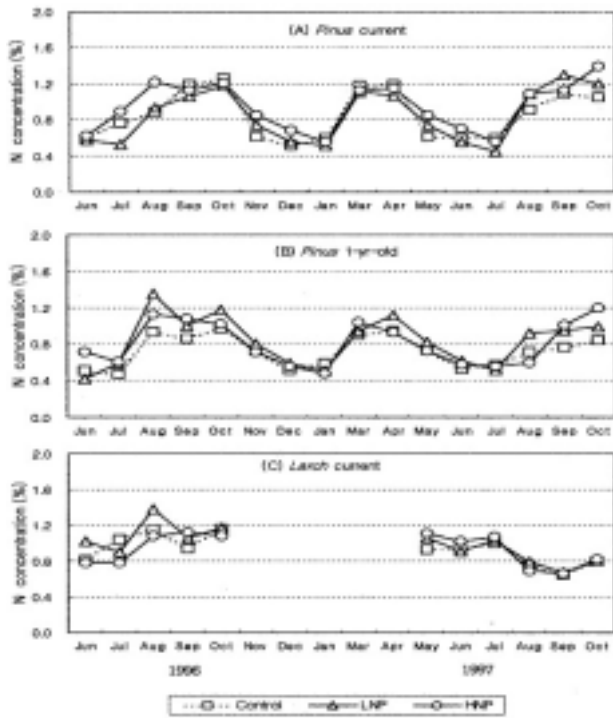 (A) Pinus current
N concentration (%)
2.0
1.6
1.2
0.8
0.4
0.0
Jun Jul Aug Sep Oct Nov Dec Jan Mar Apr May Jun Jul Aug Sep Oct
(B) Pinus 1-yr-old
N concentration (%)
2.0
1.6
1.2
0.8
0.4
0.0
Jun Jul Aug Sep Oct Nov Dec Jan Mar Apr May Jun Jul Aug Sep Oct
(C) Larch current
N concentration (%)
2.0
1.6
1.2
0.8
0.4
0.0
Jun Jul Aug Sep Oct Nov Dec Jan Mar Apr May Jun Jul Aug Sep Oct
1996 1997
Control LNP HNP